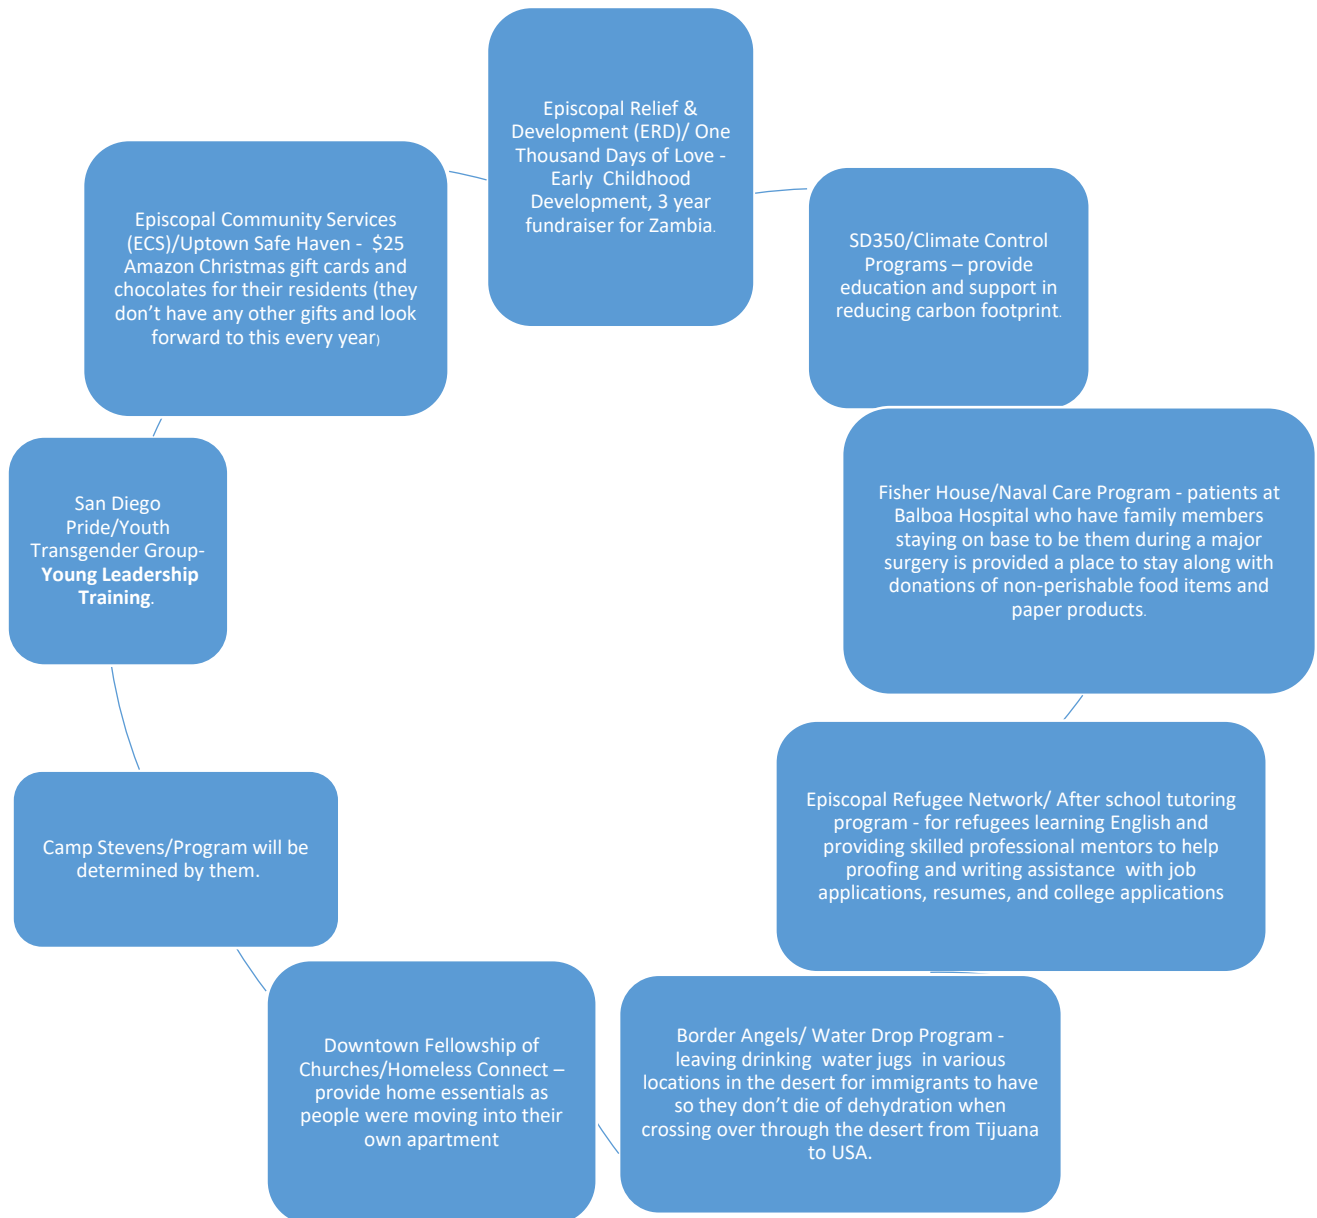 Episcopal Relief &
Development (ERD)/ One
Thousand Days of Love -
Early Childhood
Development, 3 year
fundraiser for Zambia.
SD350/Climate Control
Programs – provide
education and support in
reducing carbon footprint.
Fisher House/Naval Care Program - patients at
Balboa Hospital who have family members
staying on base to be them during a major
surgery is provided a place to stay along with
donations of non-perishable food items and
paper products.
Episcopal Refugee Network/ After school tutoring
program - for refugees learning English and
providing skilled professional mentors to help
proofing and writing assistance with job
applications, resumes, and college applications
Border Angels/ Water Drop Program -
leaving drinking water jugs in various
locations in the desert for immigrants to have
so they don’t die of dehydration when
crossing over through the desert from Tijuana
to USA.
Downtown Fellowship of
Churches/Homeless Connect –
provide home essentials as
people were moving into their
own apartment
Camp Stevens/Program will be
determined by them.
San Diego
Pride/Youth
Transgender Group-
Young Leadership
Training.
Episcopal Community Services
(ECS)/Uptown Safe Haven - $25
Amazon Christmas gift cards and
chocolates for their residents (they
don’t have any other gifts and look
forward to this every year)